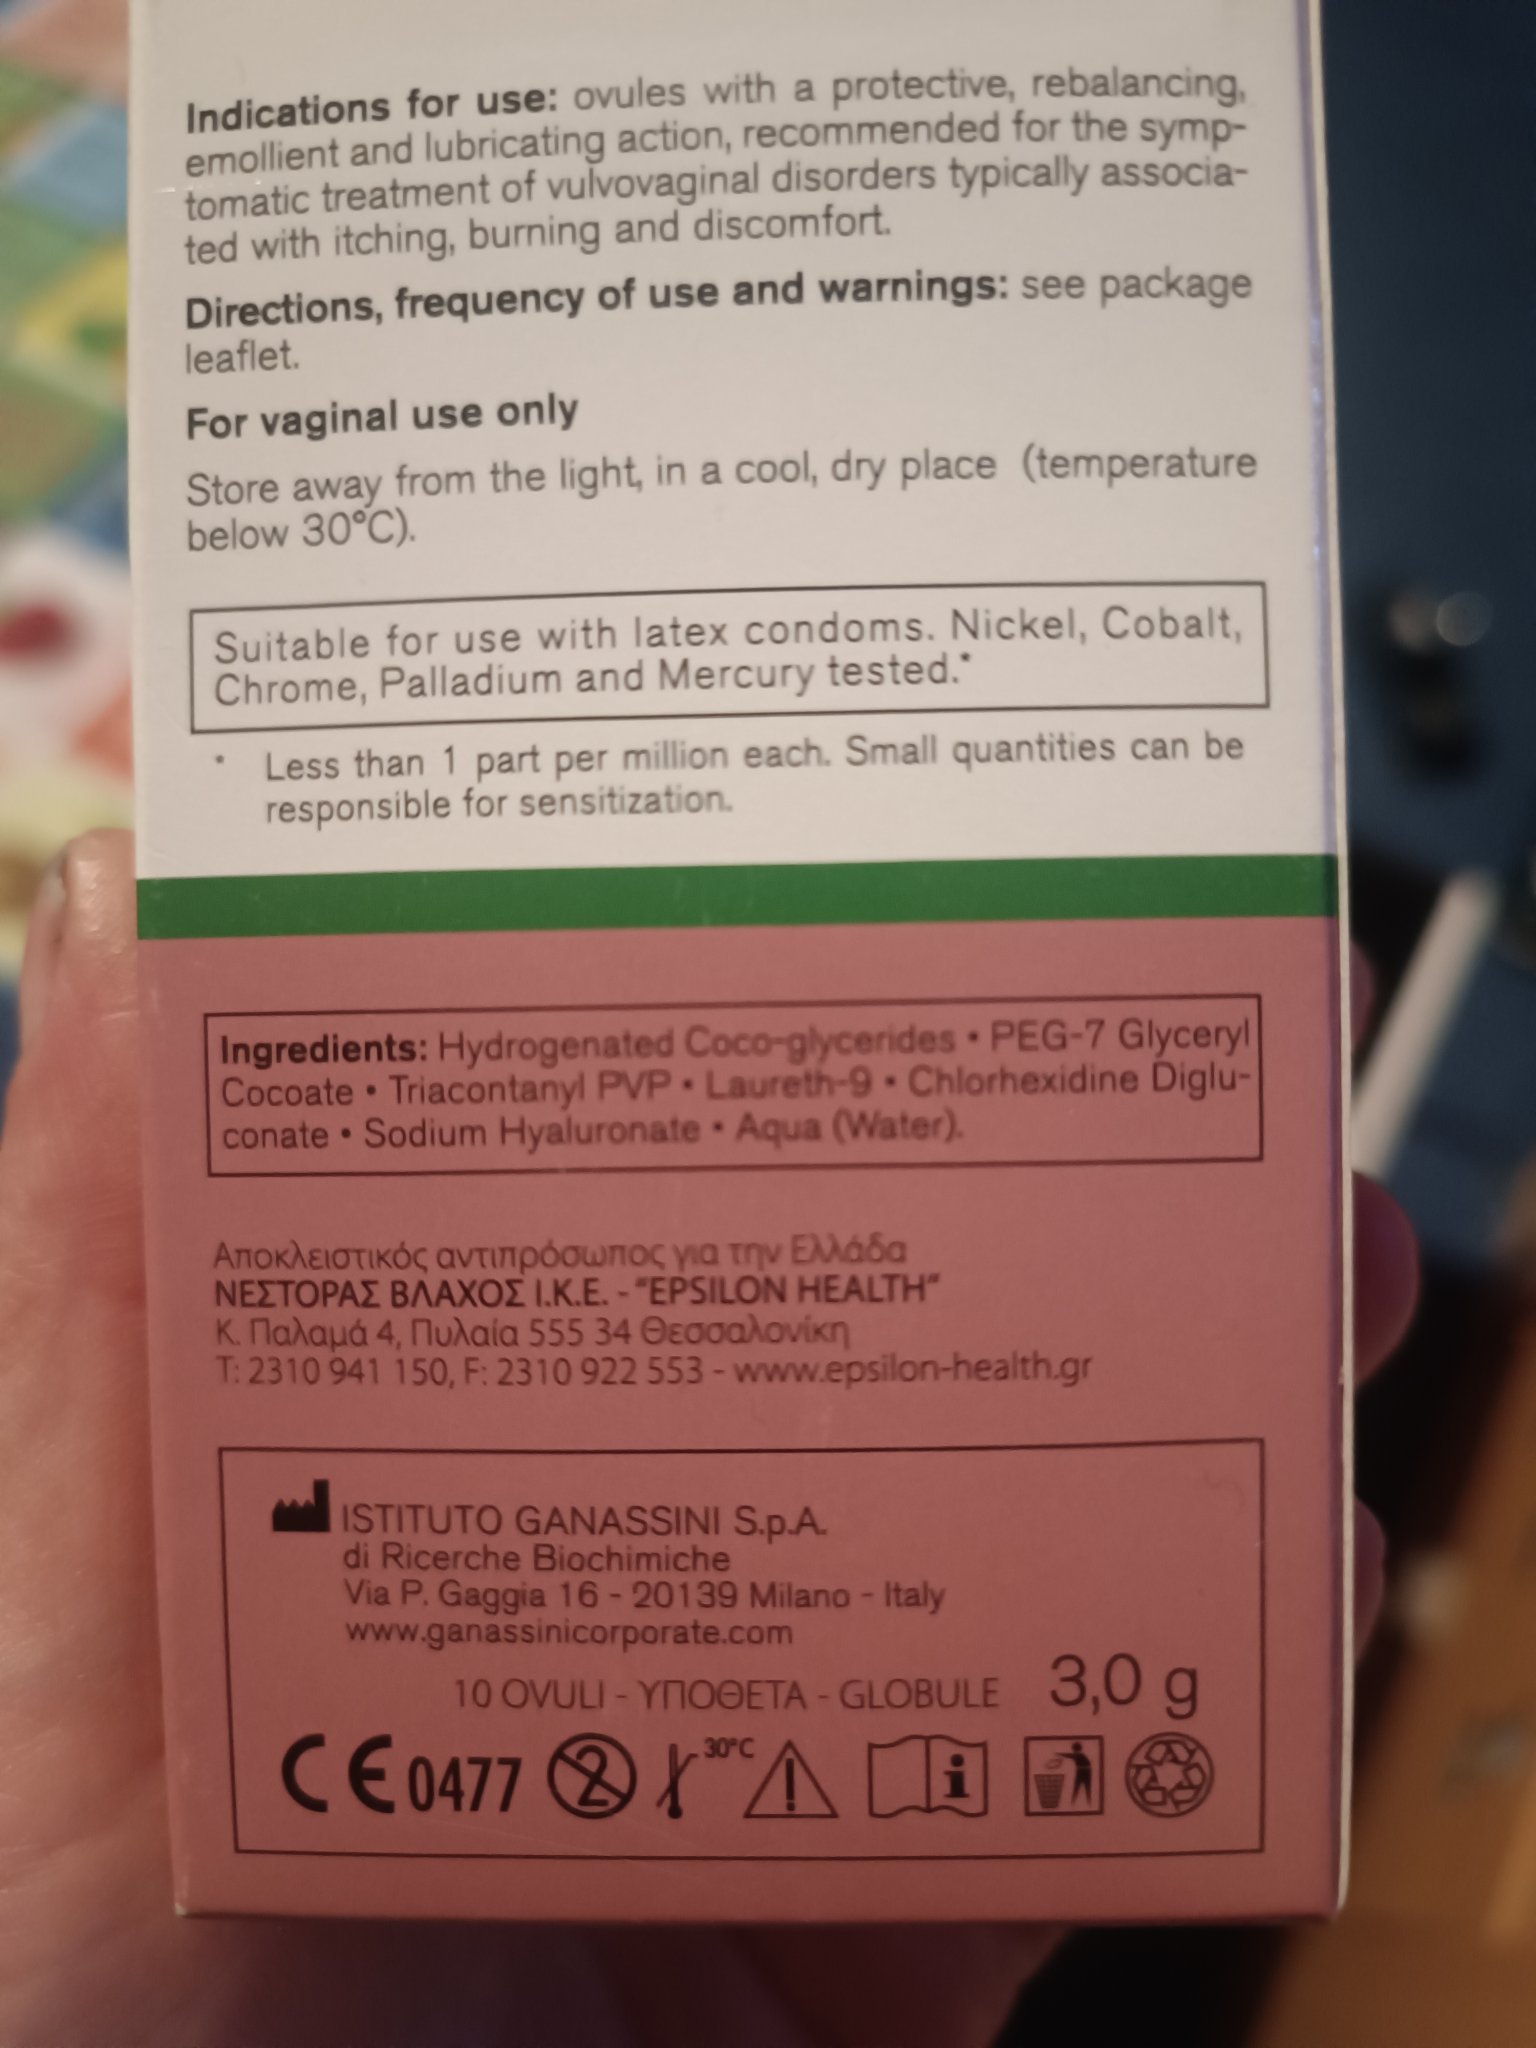 Indications for use: ovules with a protective, rebalancing,
emollient and lubricating action, recommended for the symp-
tomatic treatment of vulvovaginal disorders typically associa-
ted with itching, burning and discomfort.
Directions, frequency of use and warnings: see package
leaflet.
For vaginal use only
Store away from the light, in a cool, dry place (temperature
below 30°C).
Suitable for use with latex condoms. Nickel, Cobalt,
Chrome, Palladium and Mercury tested.*
* Less than 1 part per million each. Small quantities can be
responsible for sensitization.
Ingredients: Hydrogenated Coco-glycerides • PEG-7 Glyceryl
Cocoate • Triacontanyl PVP • Laureth-9 • Chlorhexidine Diglu-
conate • Sodium Hyaluronate • Aqua (Water).
Αποκλειστικός αντιπρόσωπος για την Ελλάδα
ΝΕΣΤΟΡΑΣ ΒΛΑΧΟΣ Ι.Κ.Ε. - "EPSILON HEALTH"
Κ. Παλαμά 4, Πυλαία 555 34 Θεσσαλονίκη
T: 2310 941 150, F: 2310 922 553 - www.epsilon-health.gr
ISTITUTO GANASSINI S.p.A.
di Ricerche Biochimiche
Via P. Gaggia 16 - 20139 Milano - Italy
www.ganassinicorporate.com
10 OVULI - ΥΠΟΘΕΤΑ - GLOBULE 3,0 g
CE 0477 2 30°C ! i